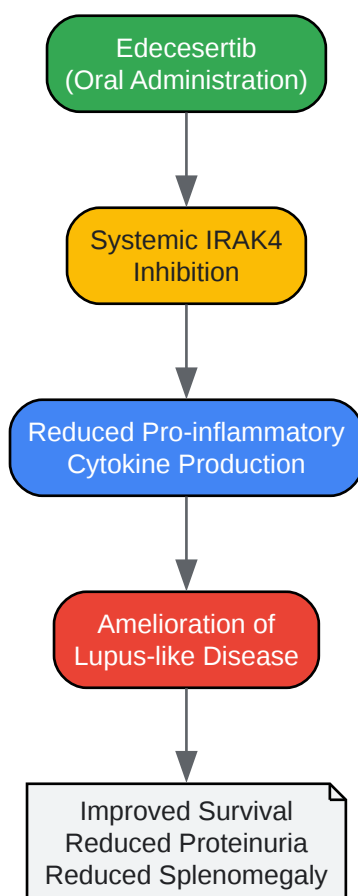 Edecesertib
(Oral Administration)
Systemic IRAK4
Inhibition
Reduced Pro-inflammatory
Cytokine Production
Amelioration of
Lupus-like Disease
Improved Survival
Reduced Proteinuria
Reduced Splenomegaly